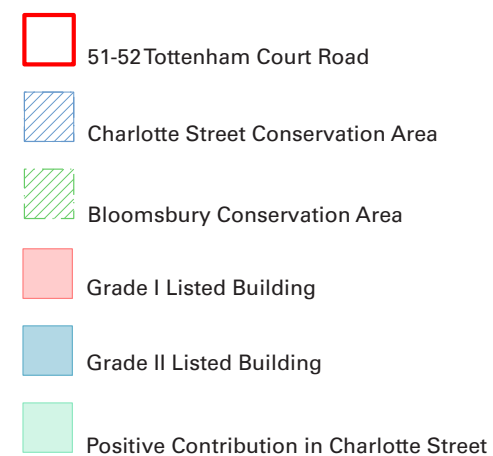 51-52 Tottenham Court Road
Charlotte Street Conservation Area
Bloomsbury Conservation Area
Grade I Listed Building
Grade II Listed Building
Positive Contribution in Charlotte Street